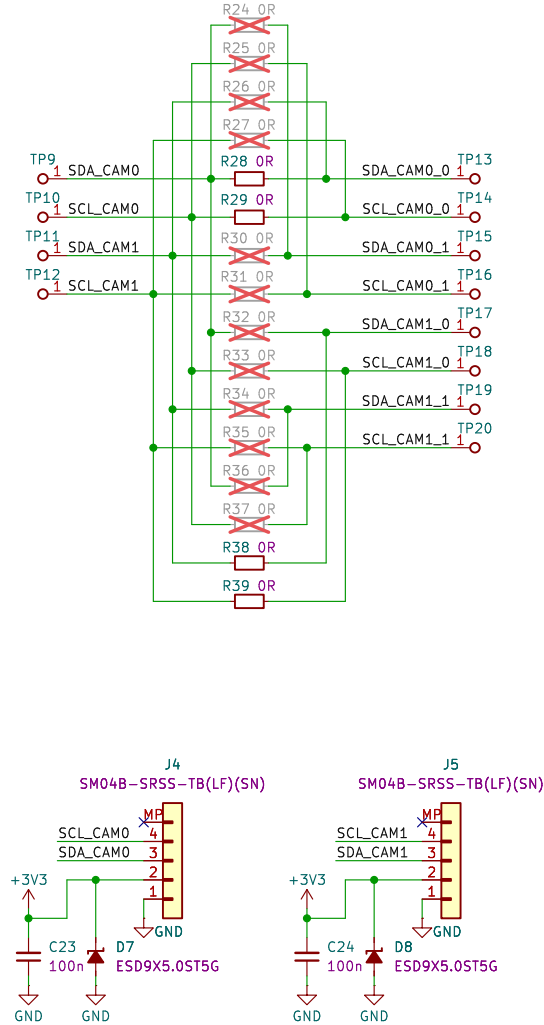 R24 0R
R25 0R
R26 0R
R27 0R
TP9 1 SDA_CAM0 R28 0R SDA_CAM0_0 1 TP13
TP10 1 SCL_CAM0 R29 0R SCL_CAM0_0 1 TP14
TP11 1 SDA_CAM1 R30 0R SDA_CAM0_1 1 TP15
TP12 1 SCL_CAM1 R31 0R SCL_CAM0_1 1 TP16
R32 0R SDA_CAM1_0 1 TP17
R33 0R SCL_CAM1_0 1 TP18
R34 0R SDA_CAM1_1 1 TP19
R35 0R SCL_CAM1_1 1 TP20
R36 0R
R37 0R
R38 0R
R39 0R
J4
SM04B-SRSS-TB(LF)(SN)
MP
SCL_CAM0 4
SDA_CAM0 3
+3V3 2
1
GND
C23 D7
100n ESD9X5.0ST5G
GND GND
J5
SM04B-SRSS-TB(LF)(SN)
MP
SCL_CAM1 4
SDA_CAM1 3
+3V3 2
1
GND
C24 D8
100n ESD9X5.0ST5G
GND GND